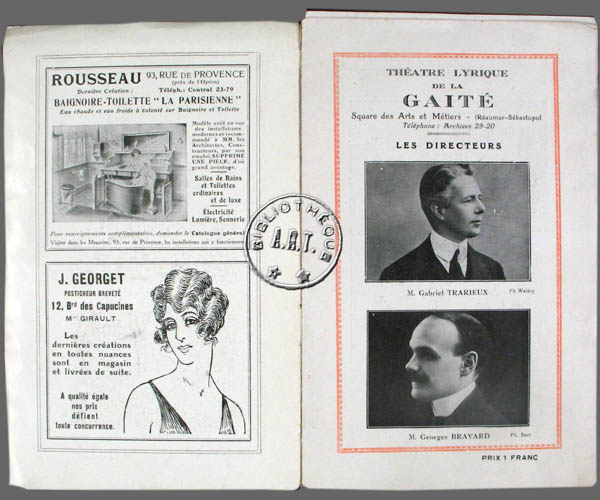 ROUSSEAU 93, RUE DE PROVENCE
(près de l'Opéra)
Dernière Création : Téléph.: Central 23-79
BAIGNOIRE-TOILETTE "LA PARISIENNE"
Eau chaude et eau froide à volonté sur Baignoire et Toilette
Modèle créé en vue
des installations
modernes et recom-
mandé à MM. les
Architectes, Cons-
tructeurs, par son
emploi SUPPRIME
UNE PIECE, d'où
grand avantage.
Salles de Bains
et Toilettes
ordinaires
et de luxe
Électricité
Lumière, Sonnerie
Pour renseignements complémentaires, demander le Catalogue général
Visiter dans les Magasins, 93, rue de Provence, les installations qui y fonctionnent
J. GEORGET
POSTICHEUR BREVETÉ
12, Brd des Capucines
Mme GIRAULT
Les
dernières créations
en toutes nuances
sont en magasin
et livrées de suite.
A qualité égale
nos prix
défient
toute concurrence.
BIBLIOTHÈQUE
A.R.T.
THÉATRE LYRIQUE
DE LA
GAITÉ
Square des Arts et Métiers - (Réaumur-Sébastopol)
Téléphone : Archives 29-20
LES DIRECTEURS
M. Gabriel TRARIEUX Ph. Waléry
M. Georges BRAVARD Ph. Bert
PRIX 1 FRANC